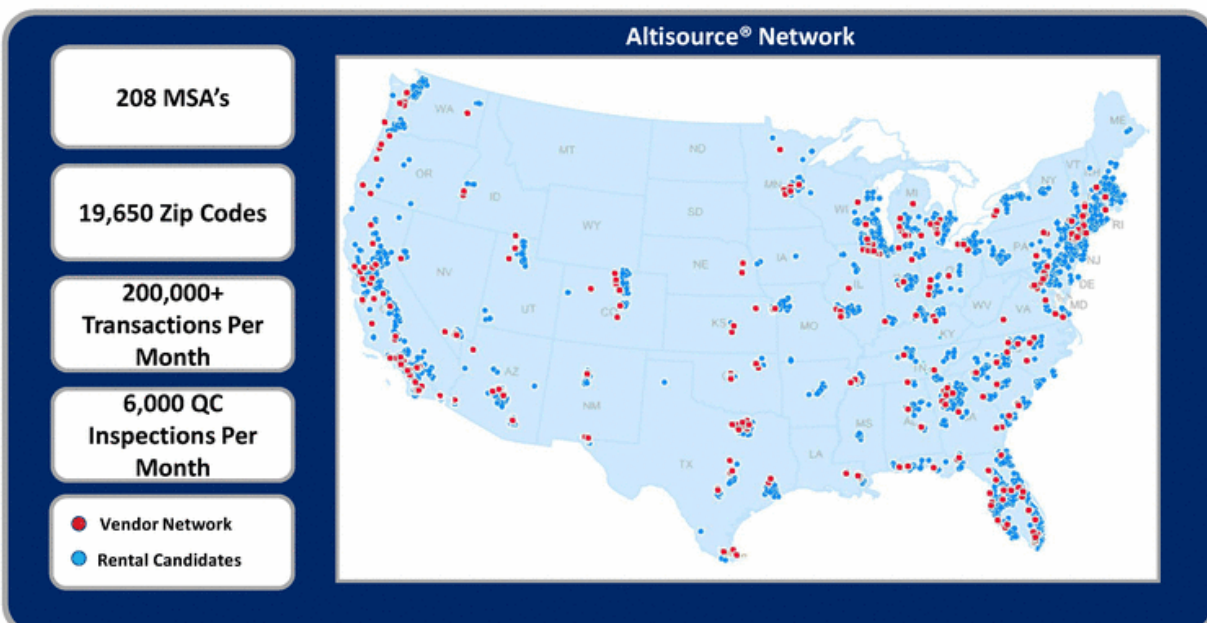 Altisource® Network
208 MSA's
19,650 Zip Codes
200,000+
Transactions Per
Month
6,000 QC
Inspections Per
Month
Vendor Network
Rental Candidates
WA
MT
ND
MN
ME
VT
OR
ID
SD
WI
MI
NY
WY
RI
NV
NE
IA
PA
NJ
UT
IL
DE
KS
MO
WV
VA
MD
KY
AZ
NM
TN
MS
TX
LA